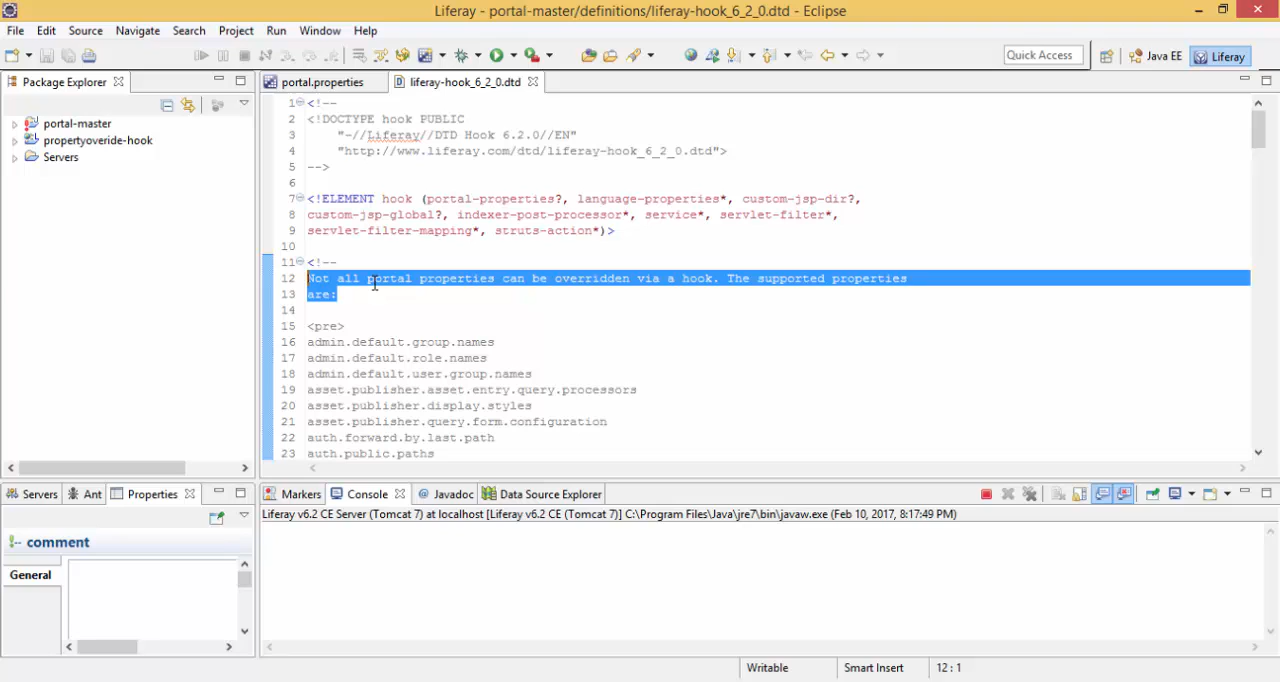 Liferay - portal-master/definitions/liferay-hook_6_2_0.dtd - Eclipse
File Edit Source Navigate Search Project Run Window Help
Quick Access Java EE Liferay
Package Explorer
portal-master
propertyoveride-hook
Servers
portal.properties liferay-hook_6_2_0.dtd
1 <!--
2 <!DOCTYPE hook PUBLIC
3 "-//Liferay//DTD Hook 6.2.0//EN"
4 "http://www.liferay.com/dtd/liferay-hook_6_2_0.dtd">
5 -->
6
7 <!ELEMENT hook (portal-properties?, language-properties*, custom-jsp-dir?,
8 custom-jsp-global?, indexer-post-processor*, service*, servlet-filter*,
9 servlet-filter-mapping*, struts-action*)>
10
11 <!--
12 Not all portal properties can be overridden via a hook. The supported properties
13 are:
14
15 <pre>
16 admin.default.group.names
17 admin.default.role.names
18 admin.default.user.group.names
19 asset.publisher.asset.entry.query.processors
20 asset.publisher.display.styles
21 asset.publisher.query.form.configuration
22 auth.forward.by.last.path
23 auth.public.paths
Servers Ant Properties
comment
General
Markers Console Javadoc Data Source Explorer
Liferay v6.2 CE Server (Tomcat 7) at localhost [Liferay v6.2 CE (Tomcat 7)] C:\Program Files\Java\jre7\bin\javaw.exe (Feb 10, 2017, 8:17:49 PM)
Writable Smart Insert 12 : 1